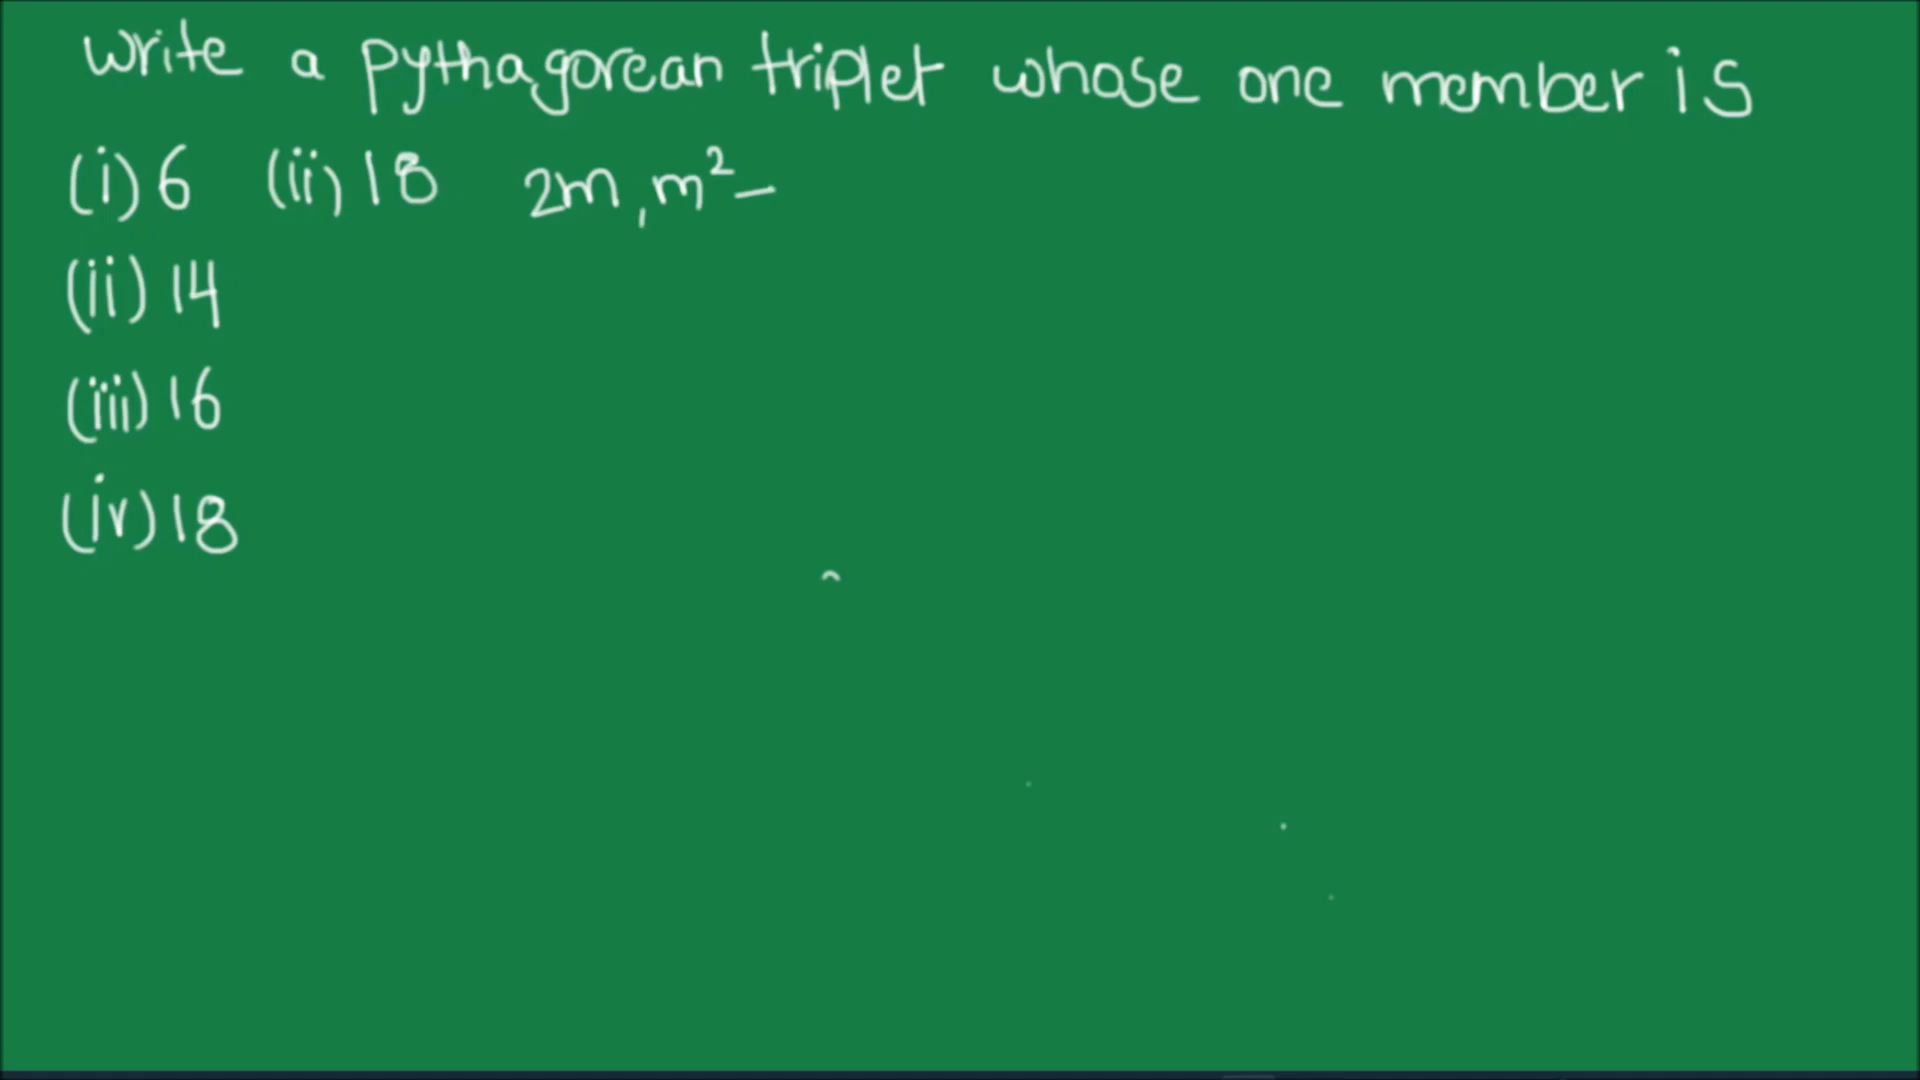 write a pythagorean triplet whose one member is
(i) 6 (ii) 18 2m, m² –
(ii) 14
(iii) 16
(iv) 18